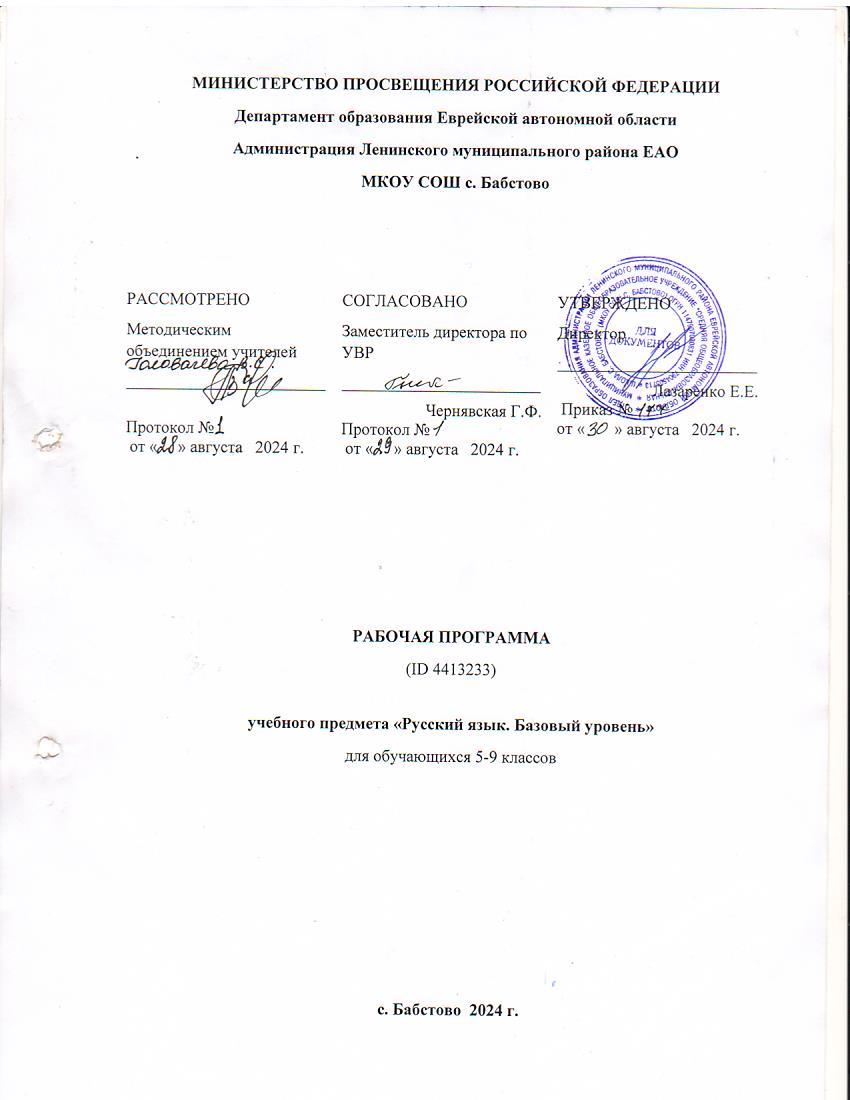 МИНИСТЕРСТВО ПРОСВЕЩЕНИЯ РОССИЙСКОЙ ФЕДЕРАЦИИ
Департамент образования Еврейской автономной области
Администрация Ленинского муниципального района ЕАО
МКОУ СОШ с. Бабстово
РАССМОТРЕНО
Методическим
объединением учителей
Протокол №1
от «28» августа 2024 г.
СОГЛАСОВАНО
Заместитель директора по
УВР
Чернявская Г.Ф.
Протокол №1
от «29» августа 2024 г.
УТВЕРЖДЕНО
Директор
ДЛЯ
ДОКУМЕНТОВ
Лазаренко Е.Е.
Приказ №
от «30» августа 2024 г.
РАБОЧАЯ ПРОГРАММА
(ID 4413233)
учебного предмета «Русский язык. Базовый уровень»
для обучающихся 5-9 классов
с. Бабстово 2024 г.